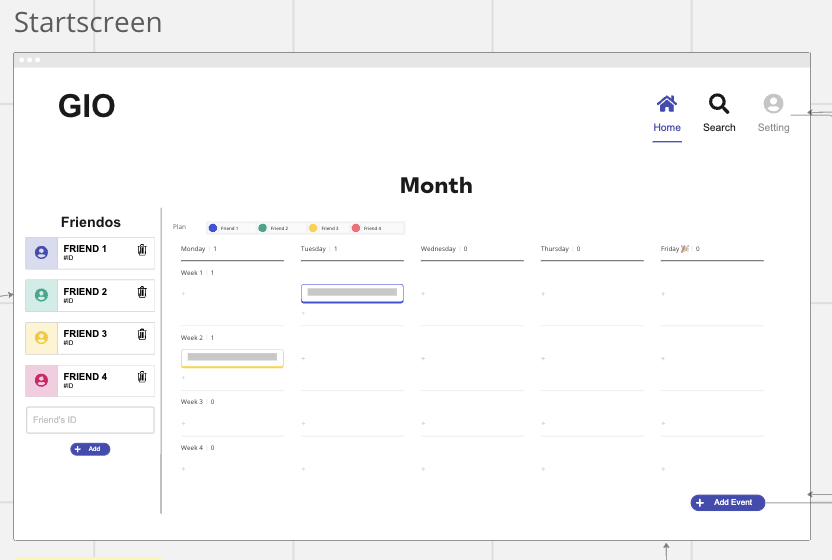 Startscreen
GIO
Home Search Setting
Month
Friendos
FRIEND 1
#ID
FRIEND 2
#ID
FRIEND 3
#ID
FRIEND 4
#ID
Friend's ID
+ Add
Plan Friend 1 Friend 2 Friend 3 Friend 4
Monday | 1 Tuesday | 1 Wednesday | 0 Thursday | 0 Friday 🎉 | 0
Week 1 | 1
+ + + +
+
Week 2 | 1
+ + + +
+
Week 3 | 0
+ + + + +
Week 4 | 0
+ + + + +
+ Add Event